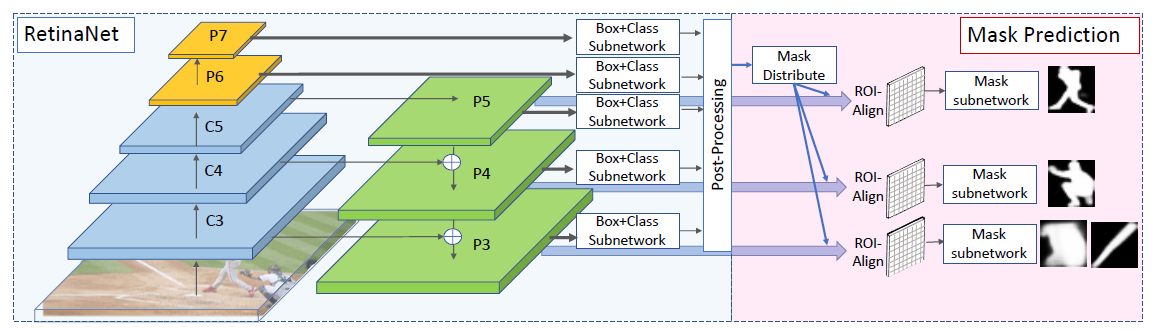 RetinaNet
Mask Prediction
P7
P6
C5
C4
C3
P5
P4
P3
Box+Class
Subnetwork
Box+Class
Subnetwork
Box+Class
Subnetwork
Box+Class
Subnetwork
Box+Class
Subnetwork
Post-Processing
Mask
Distribute
ROI-
Align
Mask
subnetwork
ROI-
Align
Mask
subnetwork
ROI-
Align
Mask
subnetwork